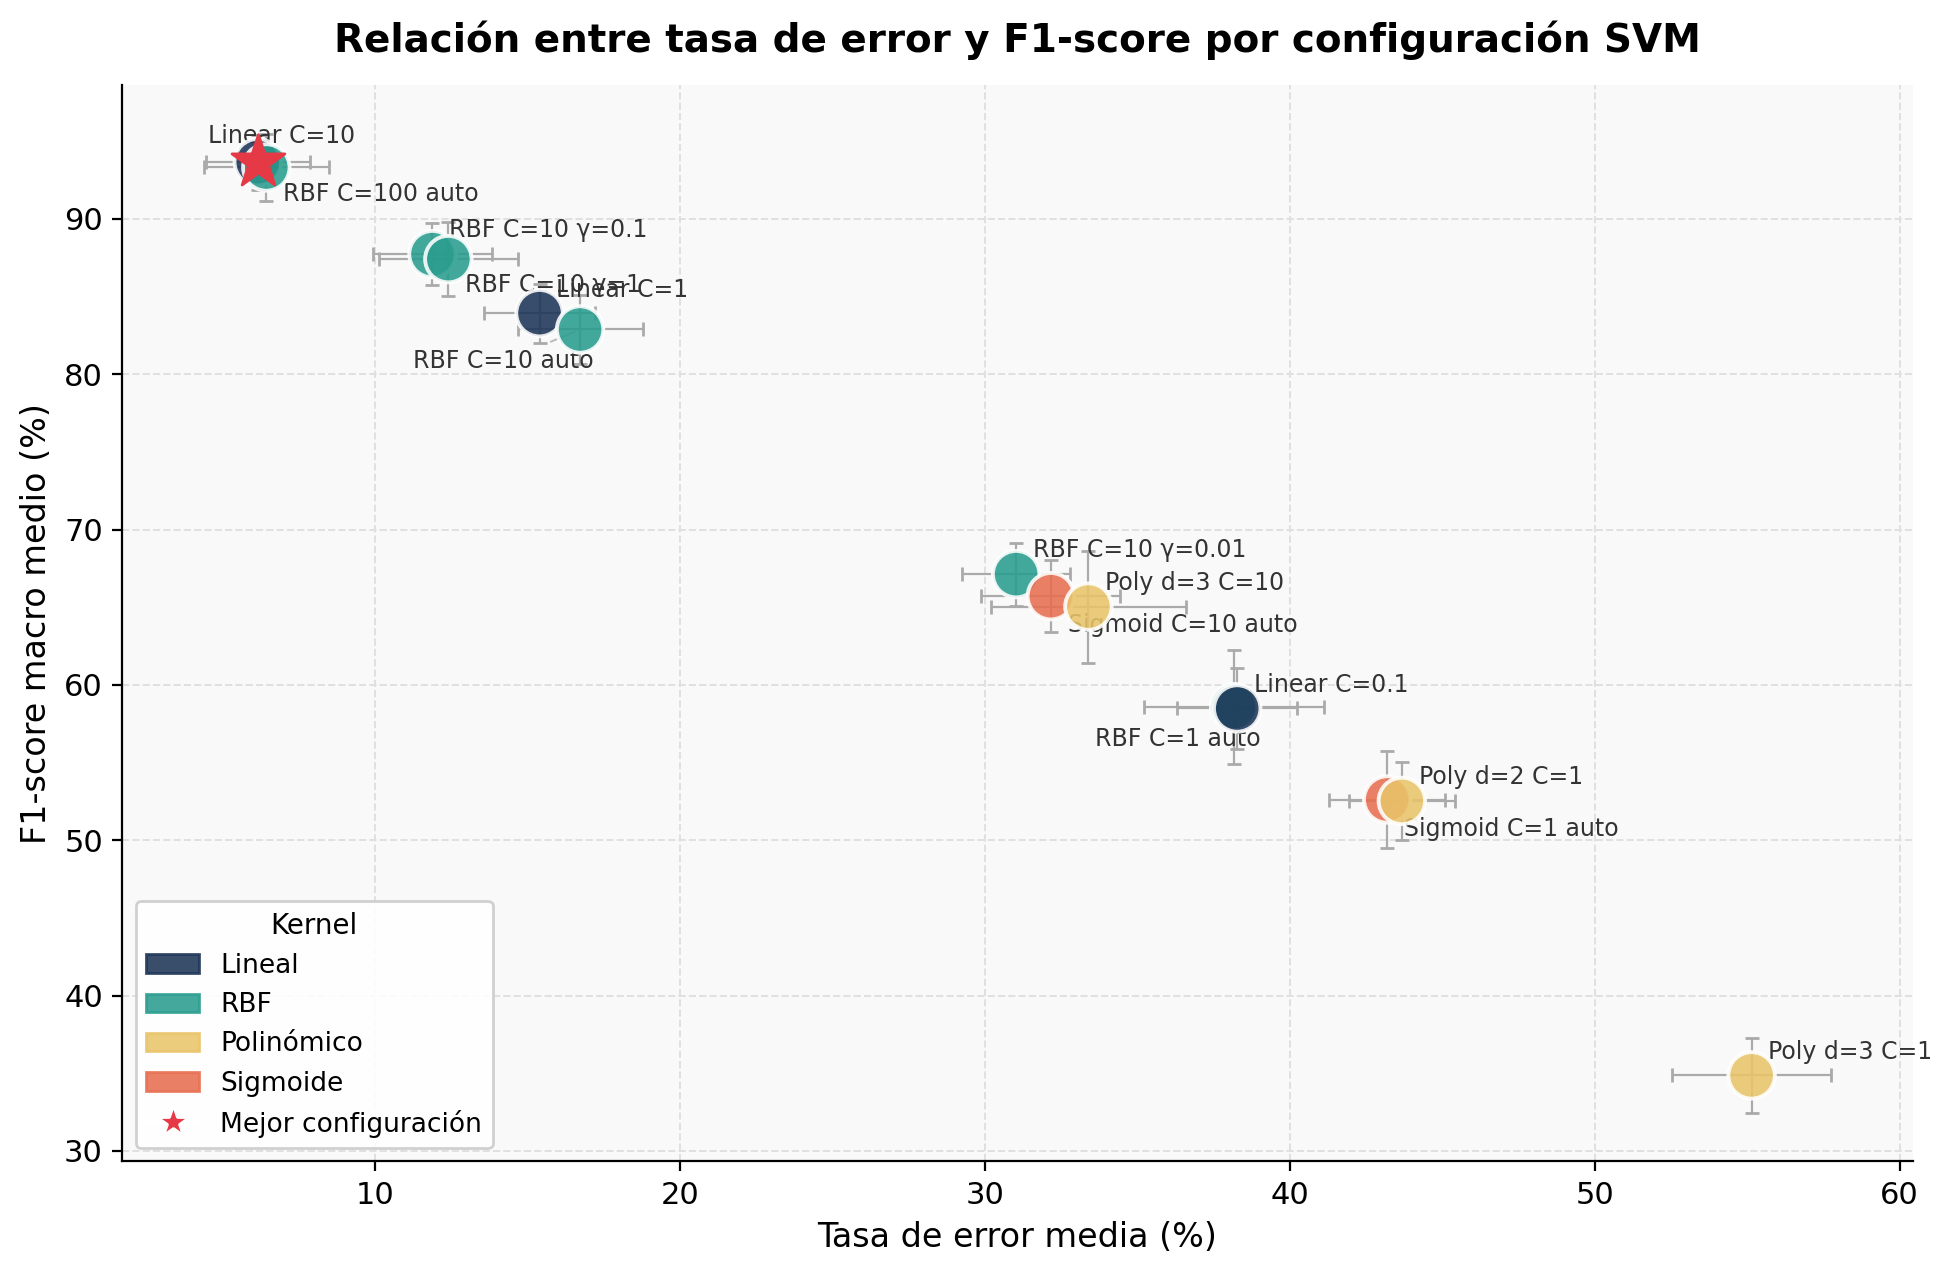 Relación entre tasa de error y F1-score por configuración SVM
Linear C=10
RBF C=100 auto
RBF C=10 γ=0.1
RBF C=10 γ=1
Linear C=1
RBF C=10 auto
RBF C=10 γ=0.01
Poly d=3 C=10
Sigmoid C=10 auto
Linear C=0.1
RBF C=1 auto
Poly d=2 C=1
Sigmoid C=1 auto
Poly d=3 C=1
F1-score macro medio (%)
90
80
70
60
50
40
30
Kernel
Lineal
RBF
Polinómico
Sigmoide
Mejor configuración
10
20
30
40
50
60
Tasa de error media (%)